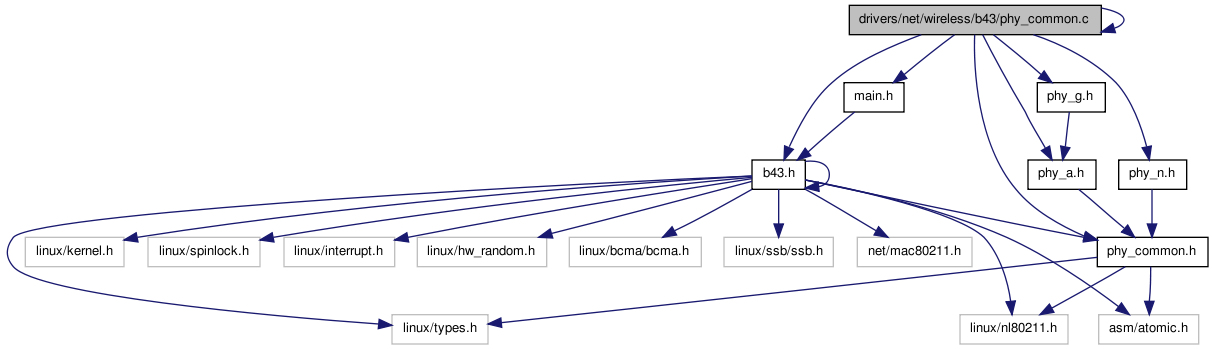 drivers/net/wireless/b43/phy_common.c
main.h
phy_g.h
b43.h
phy_a.h
phy_n.h
linux/kernel.h
linux/spinlock.h
linux/interrupt.h
linux/hw_random.h
linux/bcma/bcma.h
linux/ssb/ssb.h
net/mac80211.h
phy_common.h
linux/types.h
linux/nl80211.h
asm/atomic.h